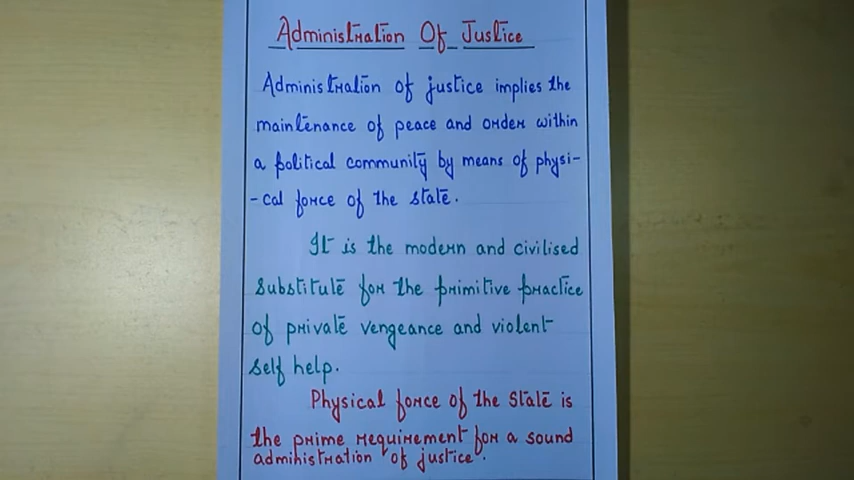 Administration Of Justice
Administration of justice implies the
maintenance of peace and order within
a political community by means of physi-
-cal force of the state.
It is the modern and civilised
substitute for the primitive practice
of private vengeance and violent
self help.
Physical force of the state is
the prime requirement for a sound
administration of justice.